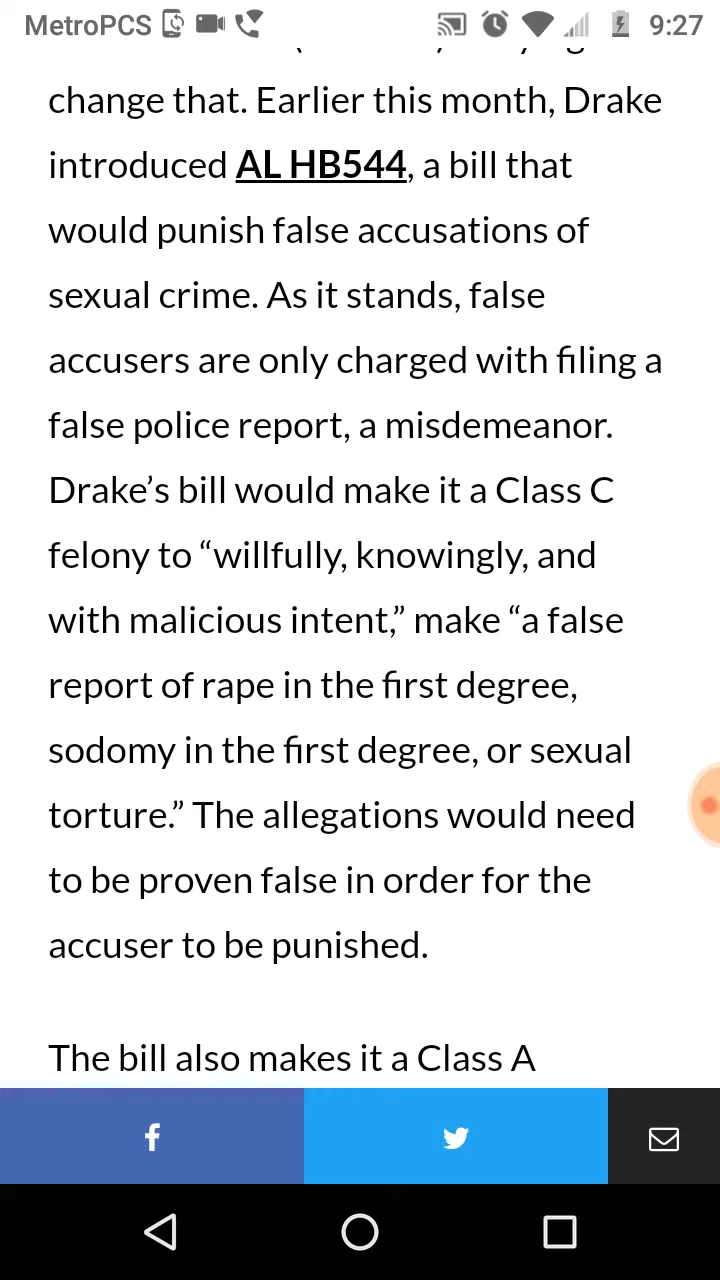 MetroPCS 9:27
change that. Earlier this month, Drake
introduced AL HB544, a bill that
would punish false accusations of
sexual crime. As it stands, false
accusers are only charged with filing a
false police report, a misdemeanor.
Drake’s bill would make it a Class C
felony to “willfully, knowingly, and
with malicious intent,” make “a false
report of rape in the first degree,
sodomy in the first degree, or sexual
torture.” The allegations would need
to be proven false in order for the
accuser to be punished.
The bill also makes it a Class A